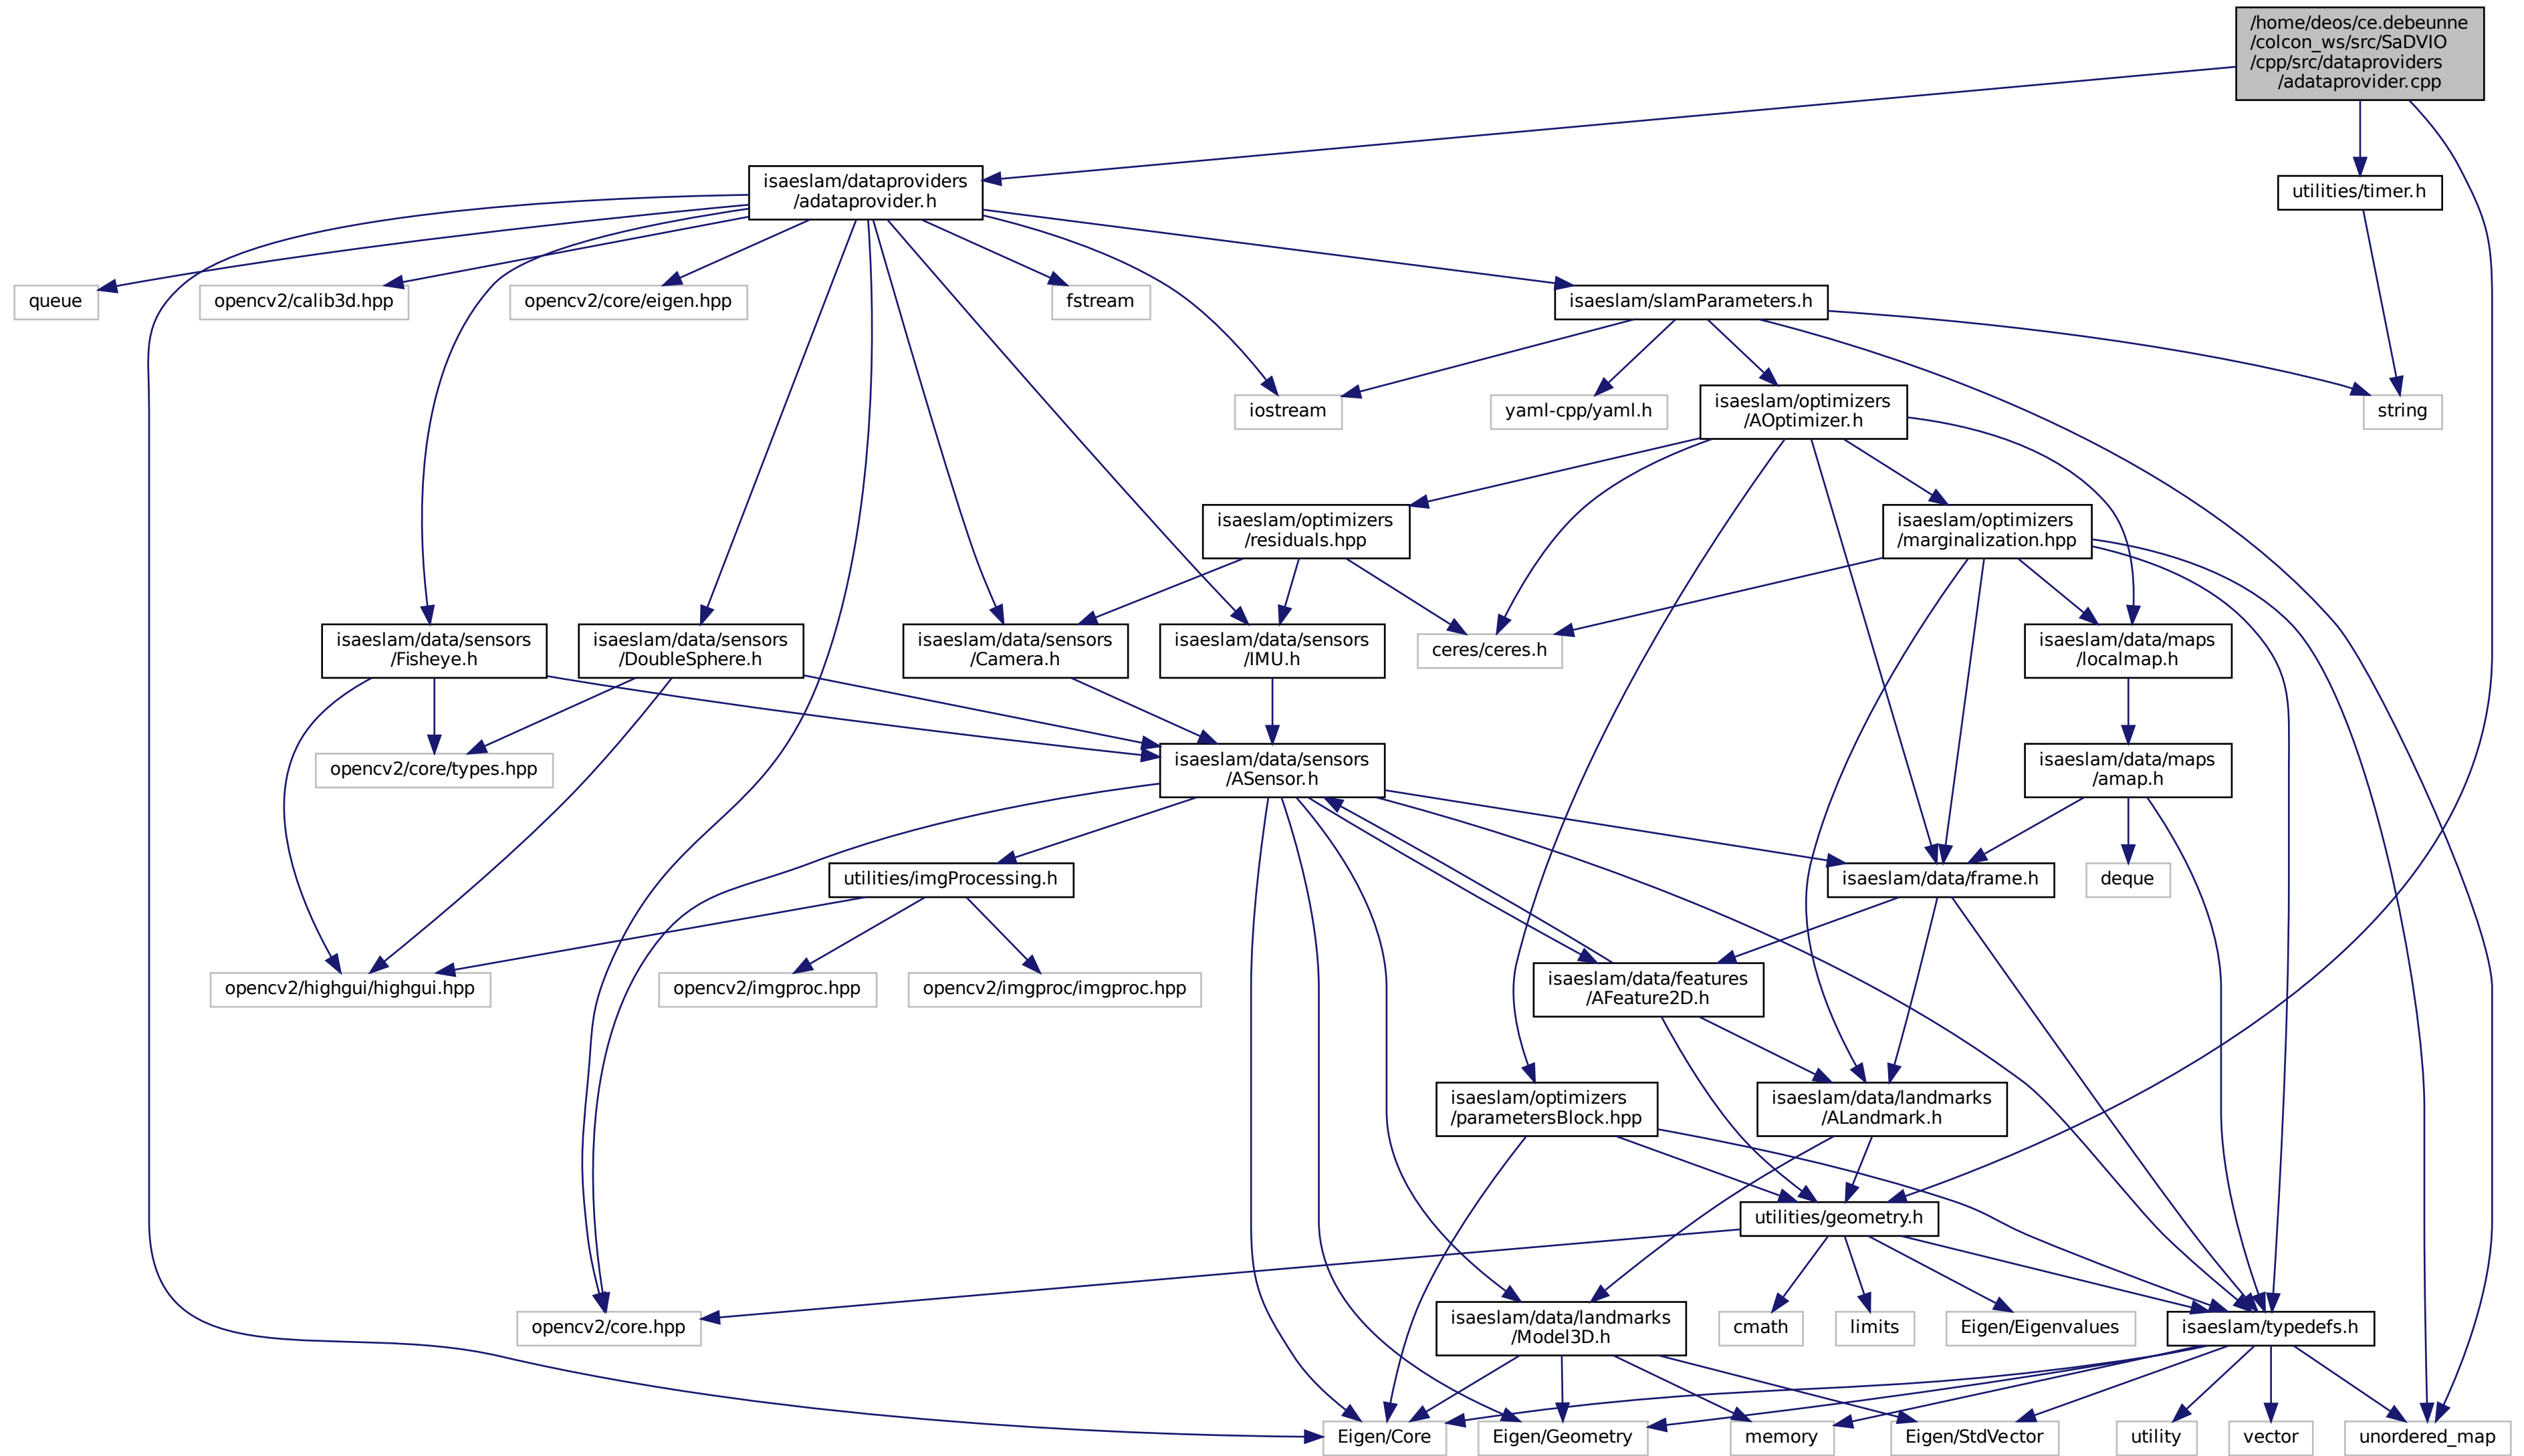 /home/deos/ce.debeunne
/colcon_ws/src/SaDVIO
/cpp/src/dataproviders
/adataprovider.cpp
isaeslam/dataproviders
/adataprovider.h
utilities/timer.h
queue
opencv2/calib3d.hpp
opencv2/core/eigen.hpp
fstream
isaeslam/slamParameters.h
iostream
yaml-cpp/yaml.h
isaeslam/optimizers
/AOptimizer.h
string
isaeslam/optimizers
/residuals.hpp
isaeslam/optimizers
/marginalization.hpp
isaeslam/data/sensors
/Fisheye.h
isaeslam/data/sensors
/DoubleSphere.h
isaeslam/data/sensors
/Camera.h
isaeslam/data/sensors
/IMU.h
ceres/ceres.h
isaeslam/data/maps
/localmap.h
opencv2/core/types.hpp
isaeslam/data/sensors
/ASensor.h
isaeslam/data/maps
/amap.h
utilities/imgProcessing.h
isaeslam/data/frame.h
deque
opencv2/highgui/highgui.hpp
opencv2/imgproc.hpp
opencv2/imgproc/imgproc.hpp
isaeslam/data/features
/AFeature2D.h
isaeslam/optimizers
/parametersBlock.hpp
isaeslam/data/landmarks
/ALandmark.h
utilities/geometry.h
opencv2/core.hpp
isaeslam/data/landmarks
/Model3D.h
cmath
limits
Eigen/Eigenvalues
isaeslam/typedefs.h
Eigen/Core
Eigen/Geometry
memory
Eigen/StdVector
utility
vector
unordered_map